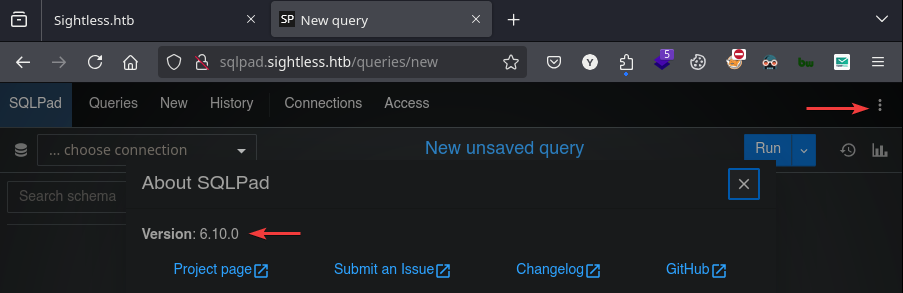 Sightless.htb
SP New query
sqlpad.sightless.htb/queries/new
Y
5
SQLPad Queries New History Connections Access
... choose connection
New unsaved query
Run
Search schema
About SQLPad
Version: 6.10.0
Project page Submit an Issue Changelog GitHub